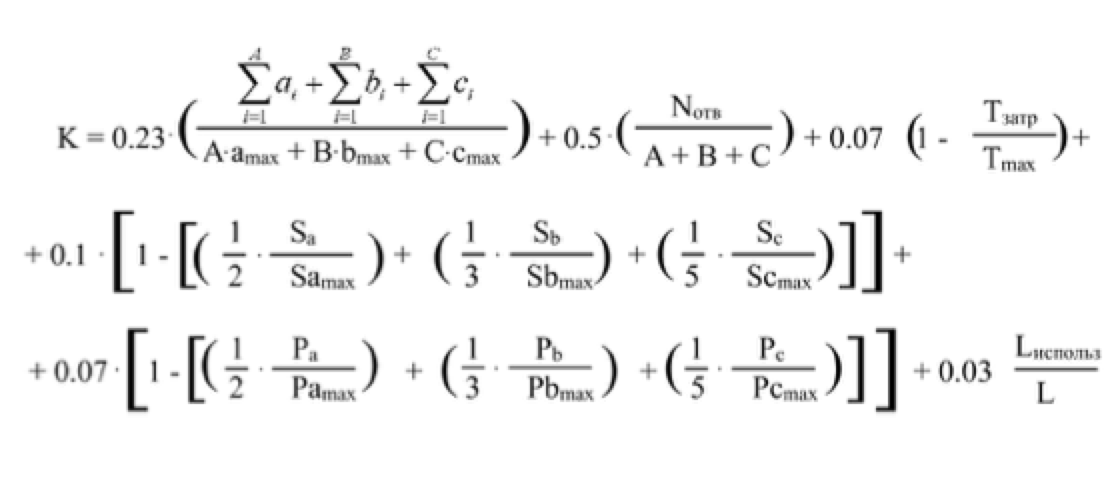 K = 0.23·( (∑_{i=1}^{A} a_i + ∑_{i=1}^{B} b_i + ∑_{i=1}^{C} c_i) / (A·a_max + B·b_max + C·c_max) ) + 0.5·( N_отв / (A + B + C) ) + 0.07 (1 - T_затр / T_max) +
+ 0.1 · [1 - [( 1/2 · S_a / Sa_max ) + ( 1/3 · S_b / Sb_max ) + ( 1/5 · S_c / Sc_max )]] +
+ 0.07 · [1 - [( 1/2 · P_a / Pa_max ) + ( 1/3 · P_b / Pb_max ) + ( 1/5 · P_c / Pc_max )]] + 0.03 L_использ / L